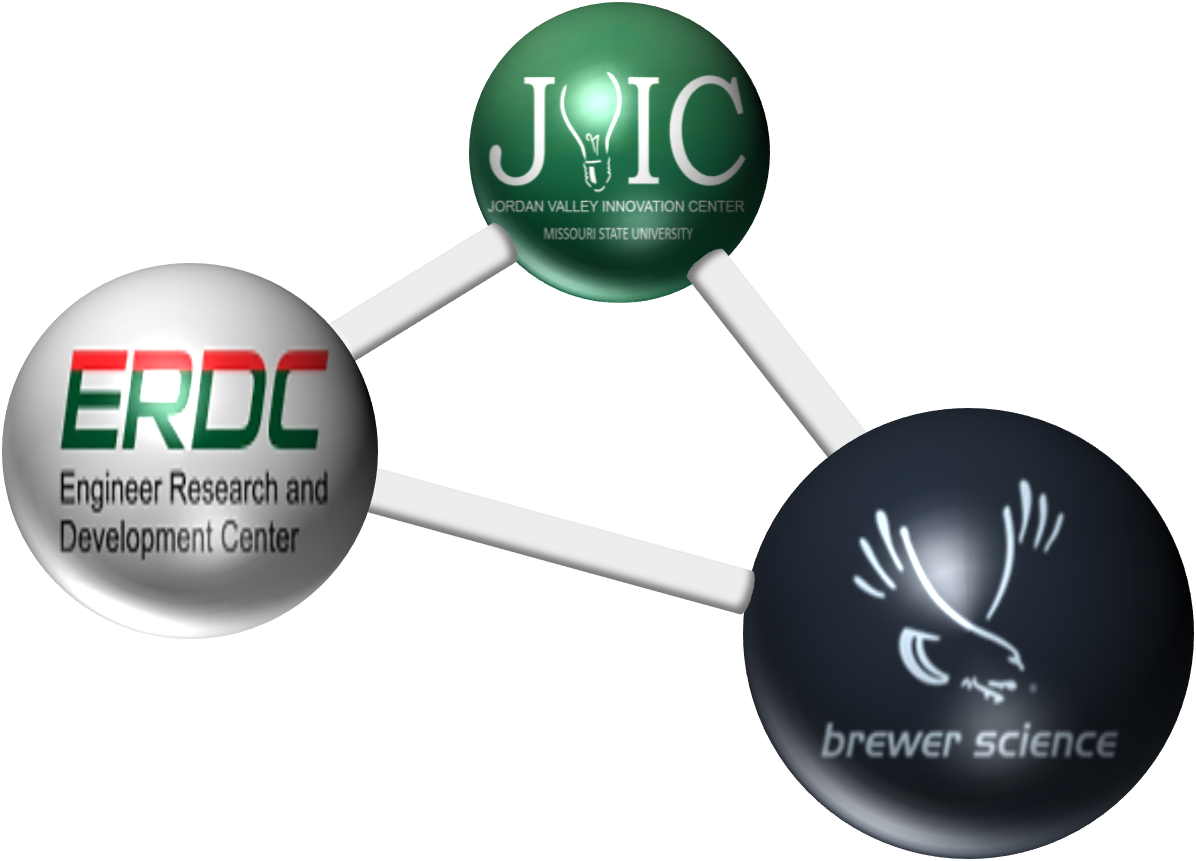 JVIC
JORDAN VALLEY INNOVATION CENTER
MISSOURI STATE UNIVERSITY
ERDC
Engineer Research and
Development Center
brewer science